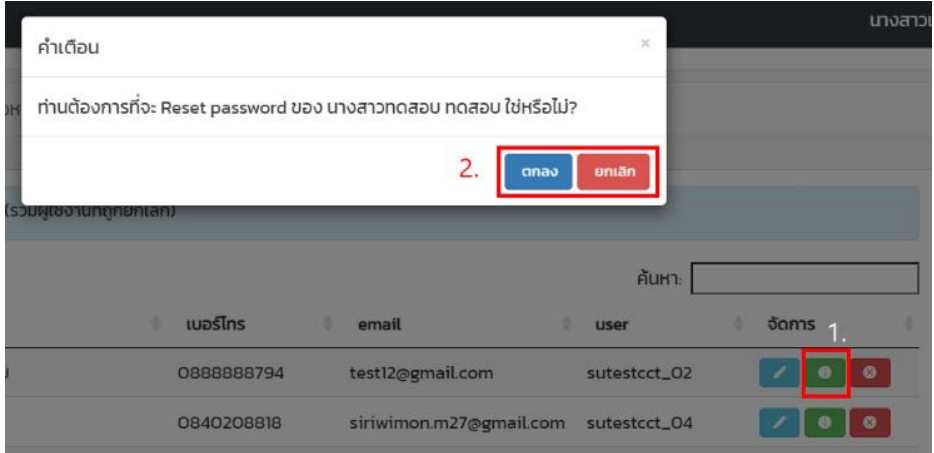 นางสาว
คำเตือน
×
ท่านต้องการที่จะ Reset password ของ นางสาวทดสอบ ทดสอบ ใช่หรือไม่?
2.
ตกลง
ยกเลิก
(รวมผู้ใช้งานที่ถูกยกเลิก)
ค้นหา:
เบอร์โทร email user จัดการ
1.
0888888794 test12@gmail.com sutestcct_02
0840208818 siriwimon.m27@gmail.com sutestcct_04